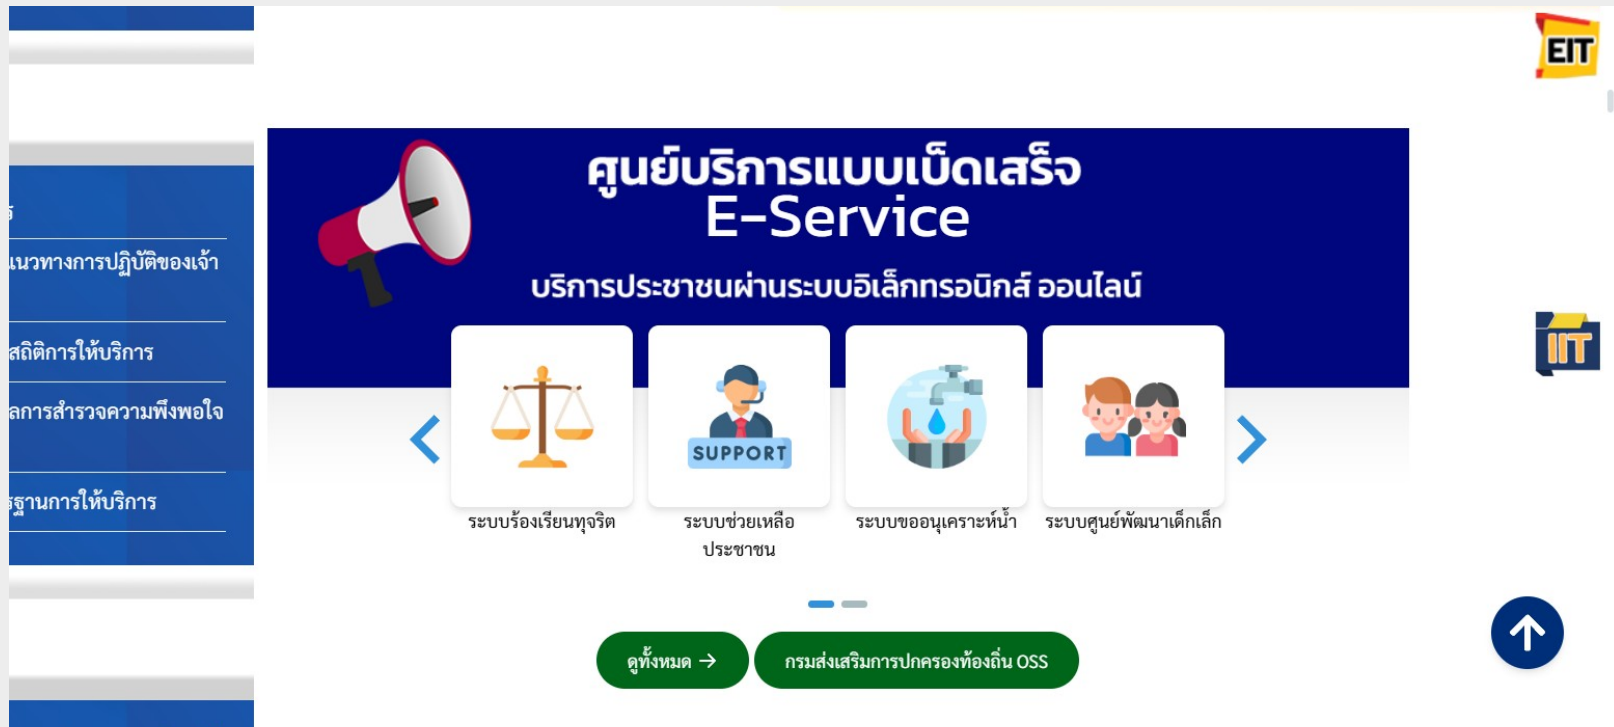 EIT
ศูนย์บริการแบบเบ็ดเสร็จ
E-Service
บริการประชาชนผ่านระบบอิเล็กทรอนิกส์ ออนไลน์
แนวทางการปฏิบัติของเจ้า
สถิติการให้บริการ
ลการสำรวจความพึงพอใจ
รฐานการให้บริการ
IIT
SUPPORT
ระบบร้องเรียนทุจริต
ระบบช่วยเหลือ
ประชาชน
ระบบขออนุเคราะห์น้ำ
ระบบศูนย์พัฒนาเด็กเล็ก
ดูทั้งหมด →
กรมส่งเสริมการปกครองท้องถิ่น OSS